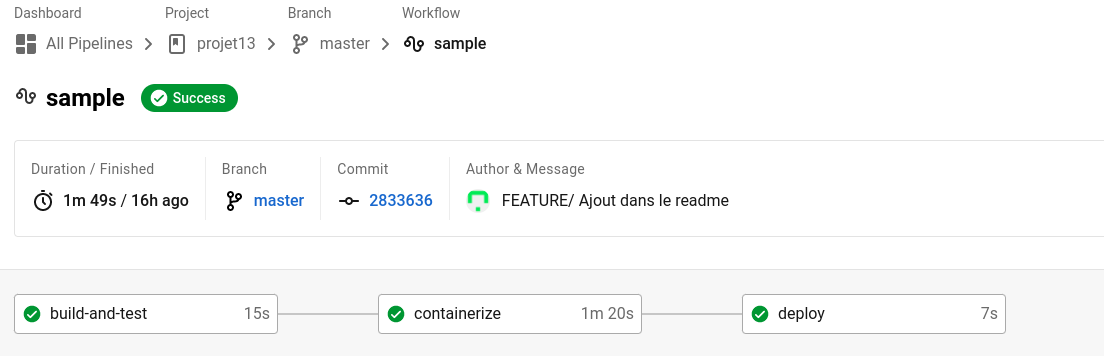 Dashboard Project Branch Workflow
All Pipelines projet13 master sample
sample Success
Duration / Finished Branch Commit Author & Message
1m 49s / 16h ago master 2833636 FEATURE/ Ajout dans le readme
build-and-test 15s containerize 1m 20s deploy 7s